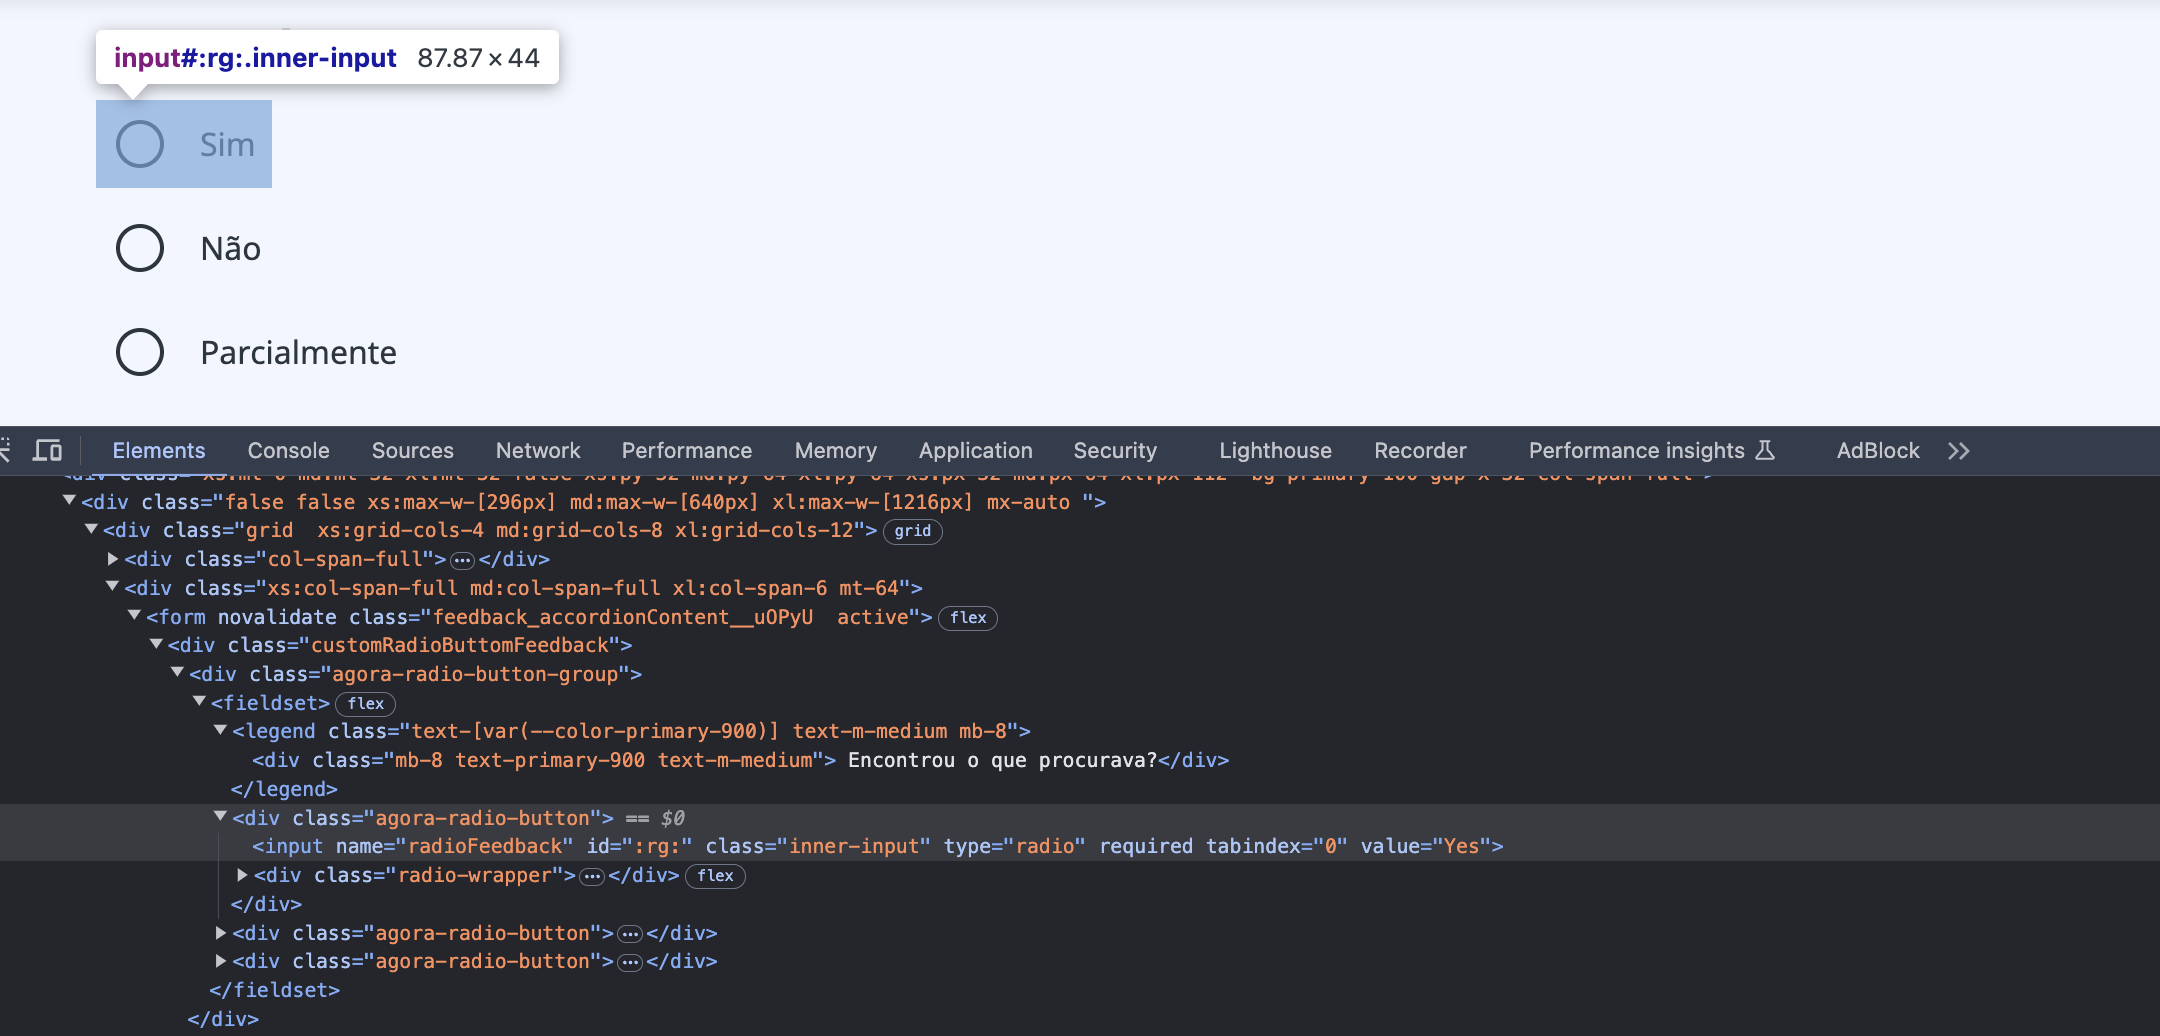 input#:rg:.inner-input 87.87 × 44
Sim
Não
Parcialmente
Elements Console Sources Network Performance Memory Application Security Lighthouse Recorder Performance insights AdBlock
<div class="false false xs:max-w-[296px] md:max-w-[640px] xl:max-w-[1216px] mx-auto ">
<div class="grid  xs:grid-cols-4 md:grid-cols-8 xl:grid-cols-12"> grid
<div class="col-span-full"> ⋯ </div>
<div class="xs:col-span-full md:col-span-full xl:col-span-6 mt-64">
<form novalidate class="feedback_accordionContent__uOPyU  active"> flex
<div class="customRadioButtomFeedback">
<div class="agora-radio-button-group">
<fieldset> flex
<legend class="text-[var(--color-primary-900)] text-m-medium mb-8">
<div class="mb-8 text-primary-900 text-m-medium"> Encontrou o que procurava?</div>
</legend>
<div class="agora-radio-button"> == $0
<input name="radioFeedback" id=":rg:" class="inner-input" type="radio" required tabindex="0" value="Yes">
<div class="radio-wrapper"> ⋯ </div> flex
</div>
<div class="agora-radio-button"> ⋯ </div>
<div class="agora-radio-button"> ⋯ </div>
</fieldset>
</div>